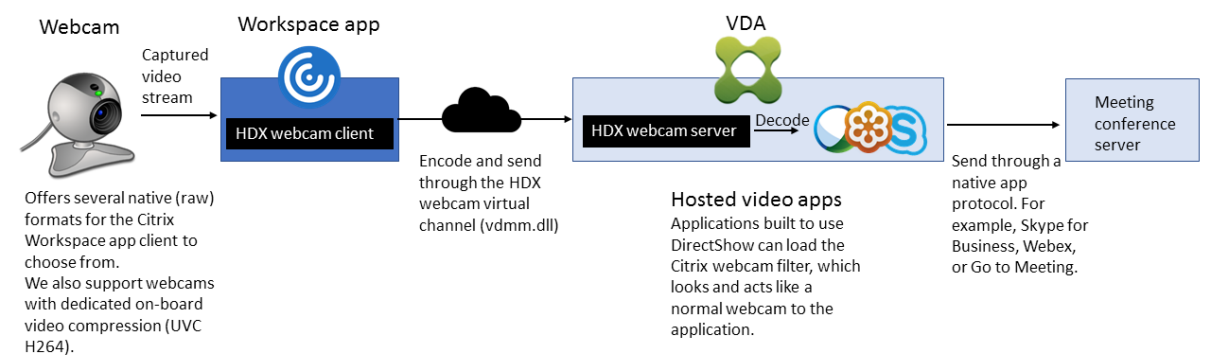 Webcam
Captured
video
stream
Offers several native (raw)
formats for the Citrix
Workspace app client to
choose from.
We also support webcams
with dedicated on-board
video compression (UVC
H264).
Workspace app
HDX webcam client
Encode and send
through the HDX
webcam virtual
channel (vdmm.dll)
VDA
HDX webcam server
Decode
Hosted video apps
Applications built to use
DirectShow can load the
Citrix webcam filter, which
looks and acts like a
normal webcam to the
application.
Send through a
native app
protocol. For
example, Skype for
Business, Webex,
or Go to Meeting.
Meeting
conference
server